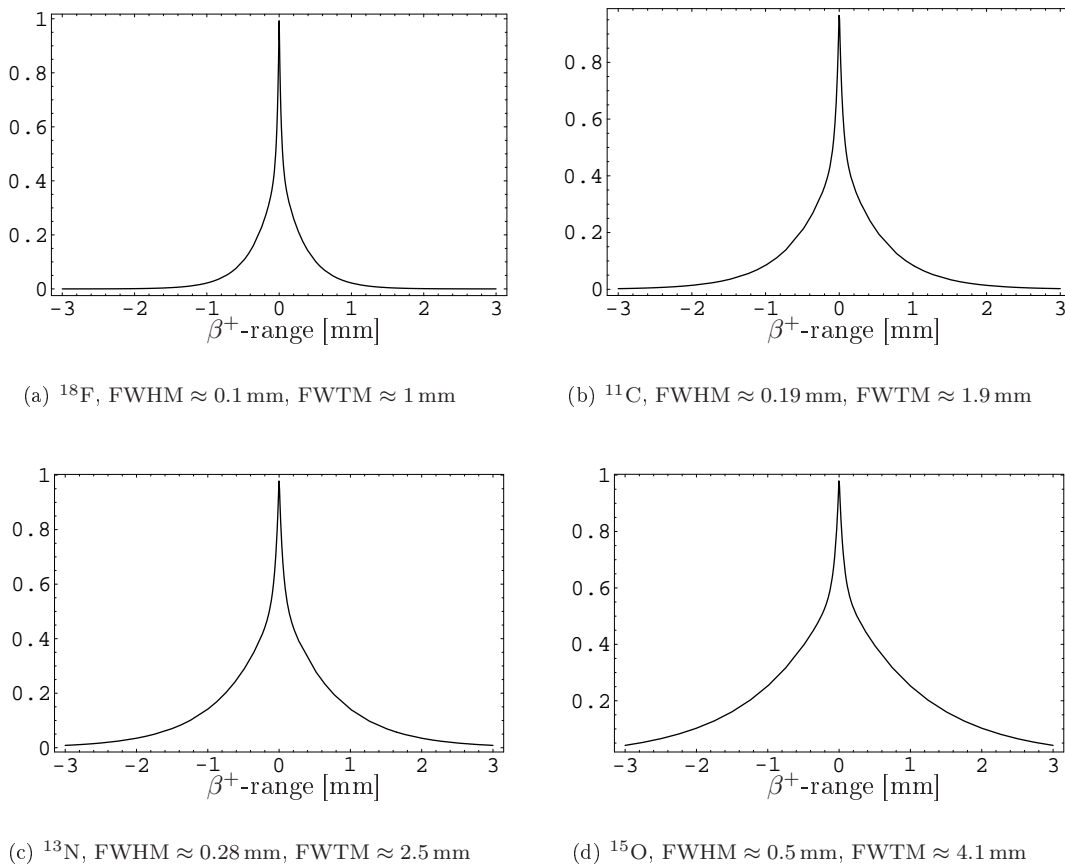 1
0.8
0.6
0.4
0.2
0
-3 -2 -1 0 1 2 3
β+-range [mm]
(a) 18F, FWHM ≈ 0.1 mm, FWTM ≈ 1 mm
0.8
0.6
0.4
0.2
0
-3 -2 -1 0 1 2 3
β+-range [mm]
(b) 11C, FWHM ≈ 0.19 mm, FWTM ≈ 1.9 mm
1
0.8
0.6
0.4
0.2
0
-3 -2 -1 0 1 2 3
β+-range [mm]
(c) 13N, FWHM ≈ 0.28 mm, FWTM ≈ 2.5 mm
1
0.8
0.6
0.4
0.2
-3 -2 -1 0 1 2 3
β+-range [mm]
(d) 15O, FWHM ≈ 0.5 mm, FWTM ≈ 4.1 mm